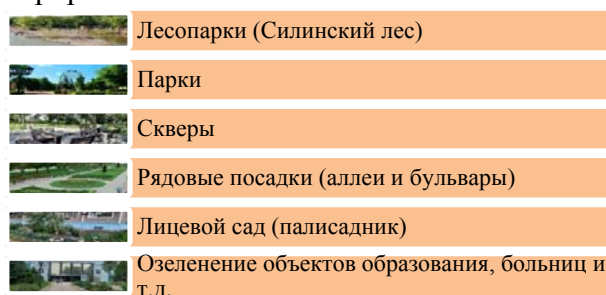 Лесопарки (Силинский лес)
Парки
Скверы
Рядовые посадки (аллеи и бульвары)
Лицевой сад (палисадник)
Озеленение объектов образования, больниц и
т.д.